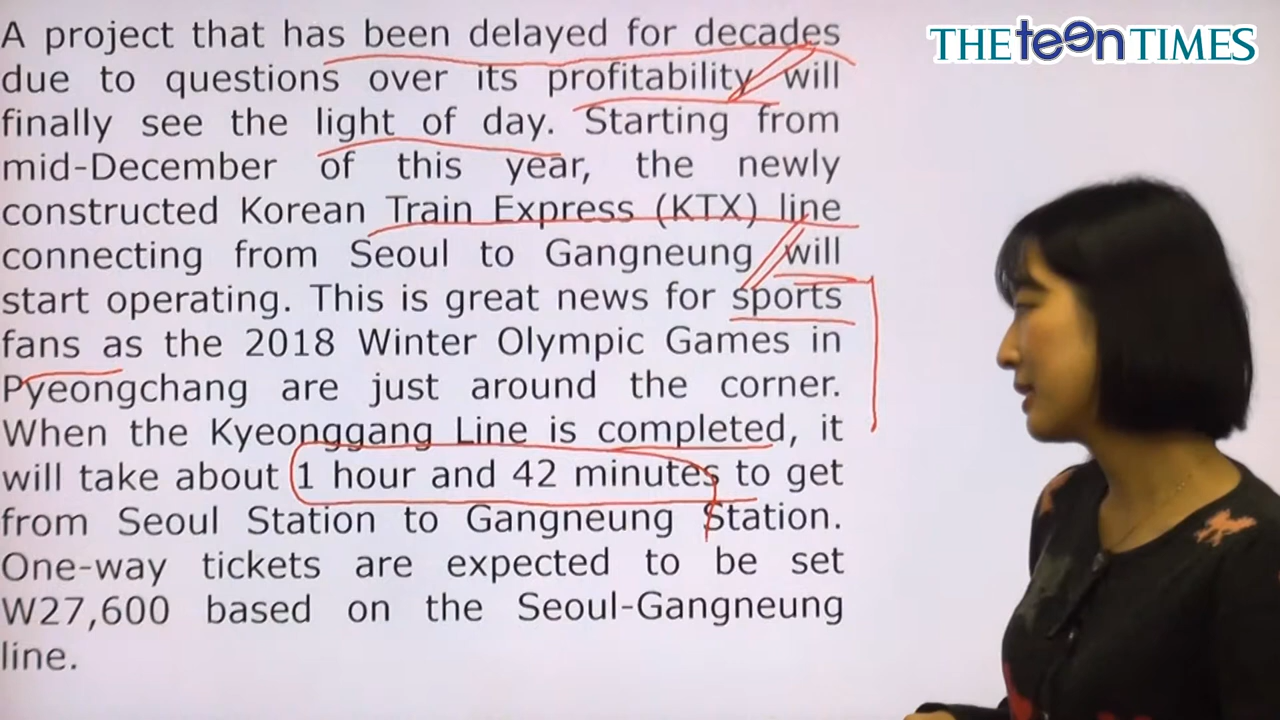 A project that has been delayed for decades
due to questions over its profitability will
finally see the light of day. Starting from
mid-December of this year, the newly
constructed Korean Train Express (KTX) line
connecting from Seoul to Gangneung will
start operating. This is great news for sports
fans as the 2018 Winter Olympic Games in
Pyeongchang are just around the corner.
When the Kyeonggang Line is completed, it
will take about 1 hour and 42 minutes to get
from Seoul Station to Gangneung Station.
One-way tickets are expected to be set
W27,600 based on the Seoul-Gangneung
line.
THE teen TIMES